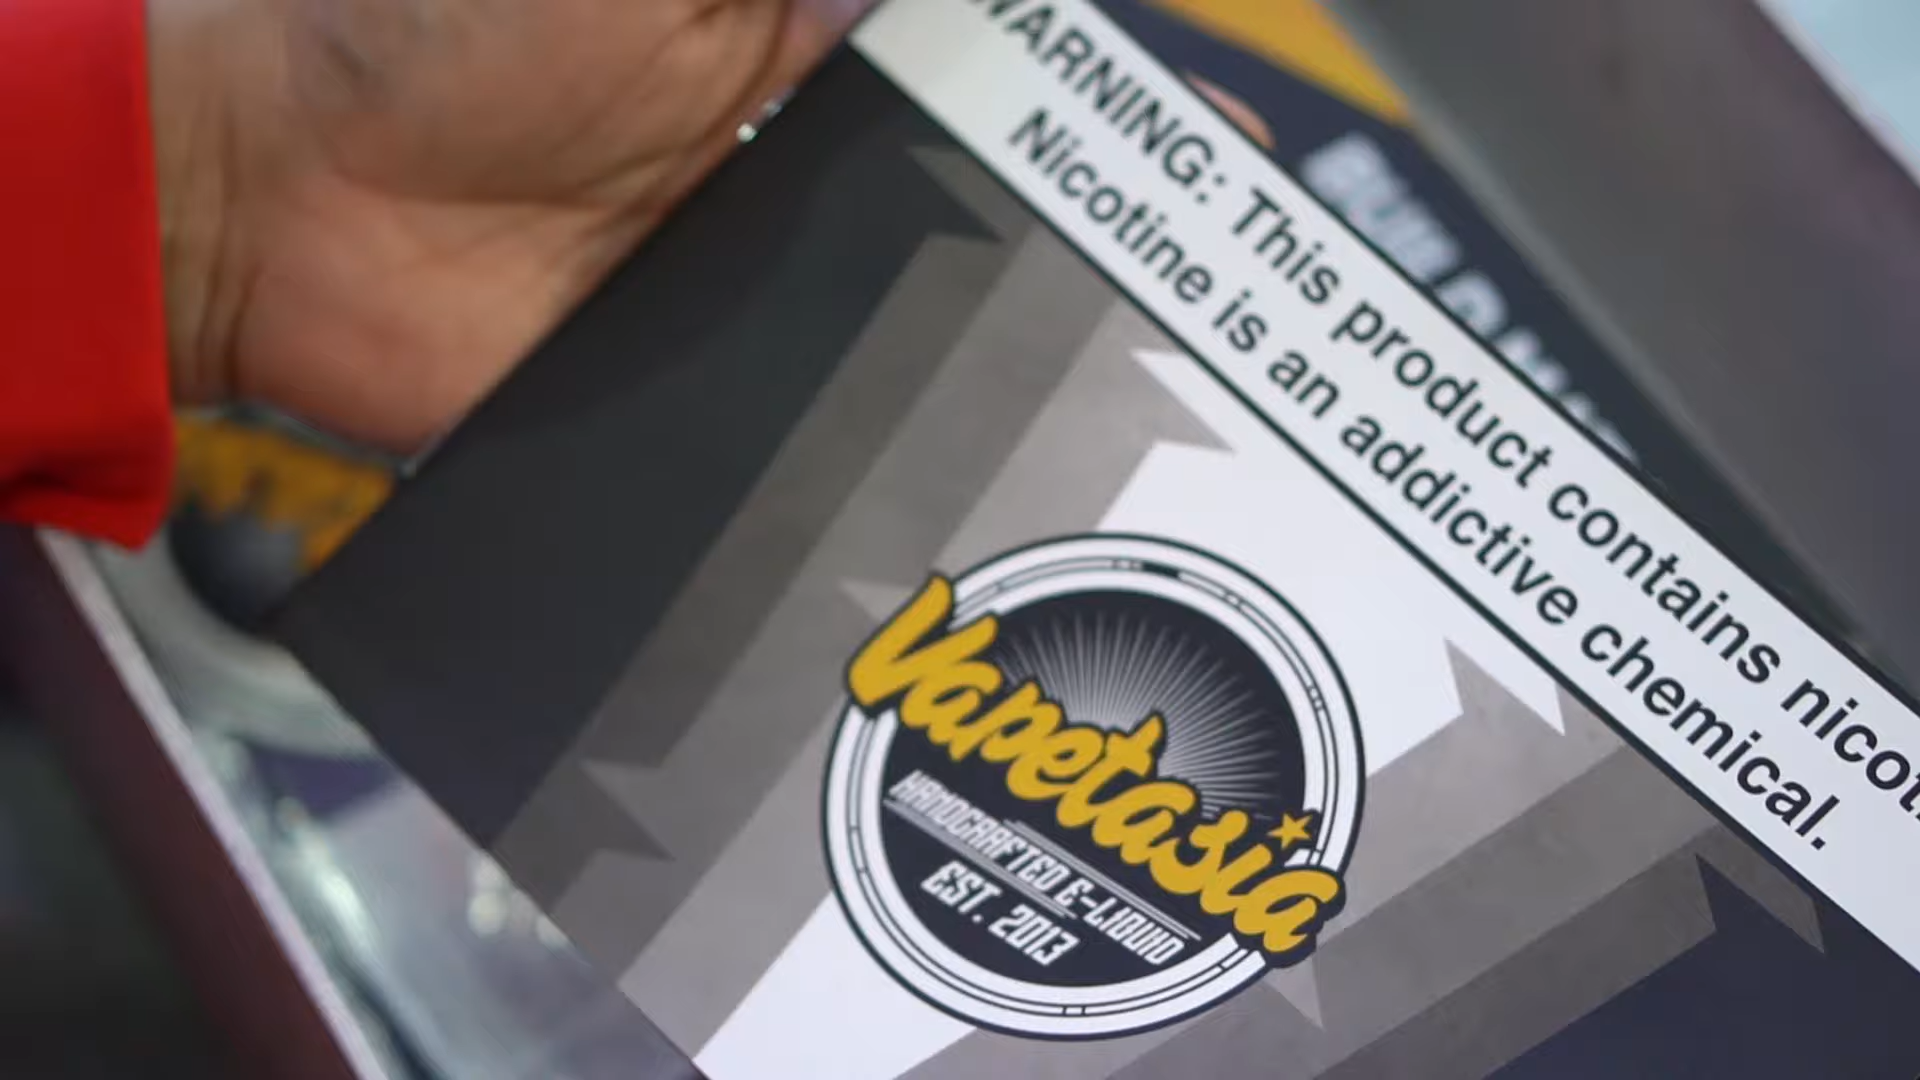 WARNING: This product contains nicot
Nicotine is an addictive chemical.
Vapetasia
HANDCRAFTED E-LIQUID
EST. 2013